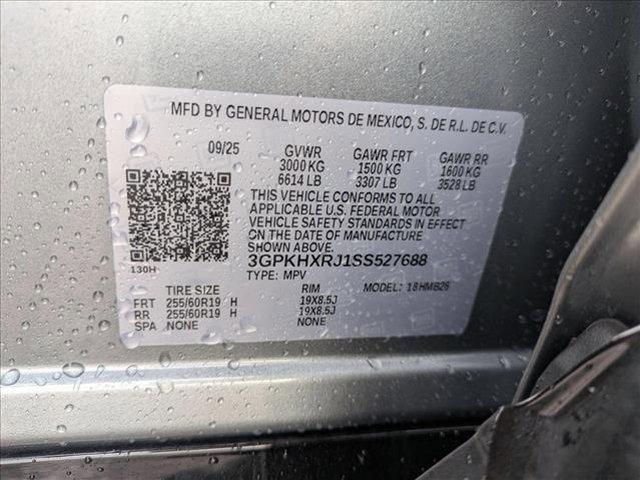 MFD BY GENERAL MOTORS DE MEXICO, S. DE R.L. DE C.V.
09/25 GVWR GAWR FRT GAWR RR
3000 KG 1500 KG 1600 KG
6614 LB 3307 LB 3528 LB
THIS VEHICLE CONFORMS TO ALL
APPLICABLE U.S. FEDERAL MOTOR
VEHICLE SAFETY STANDARDS IN EFFECT
ON THE DATE OF MANUFACTURE
SHOWN ABOVE.
130H 3GPKHXRJ1SS527688
TYPE: MPV MODEL: 18HMB26
TIRE SIZE RIM
FRT 255/60R19 H 19X8.5J
RR 255/60R19 H 19X8.5J
SPA NONE NONE